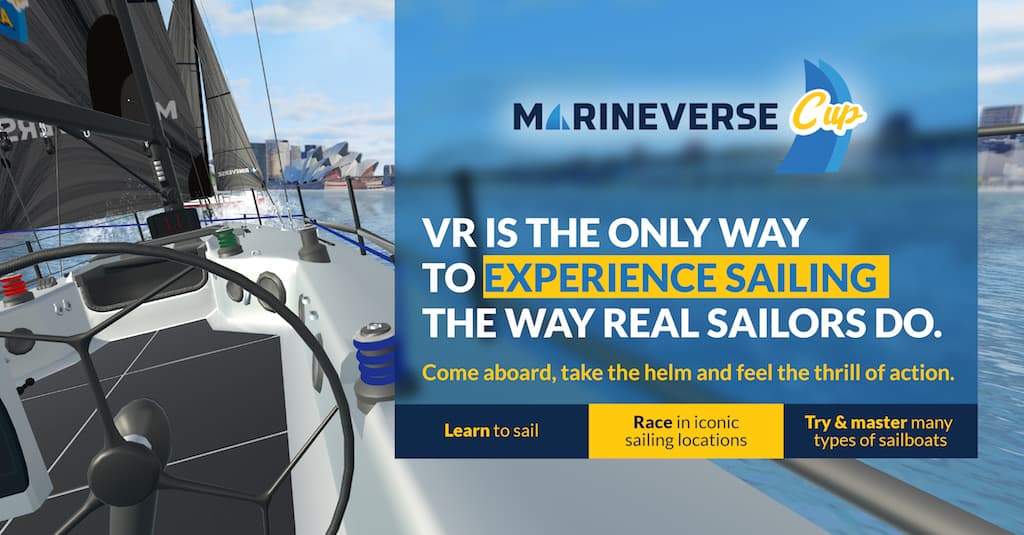 MARINEVERSE Cup
VR IS THE ONLY WAY
TO EXPERIENCE SAILING
THE WAY REAL SAILORS DO.
Come aboard, take the helm and feel the thrill of action.
Learn to sail
Race in iconic
sailing locations
Try & master many
types of sailboats